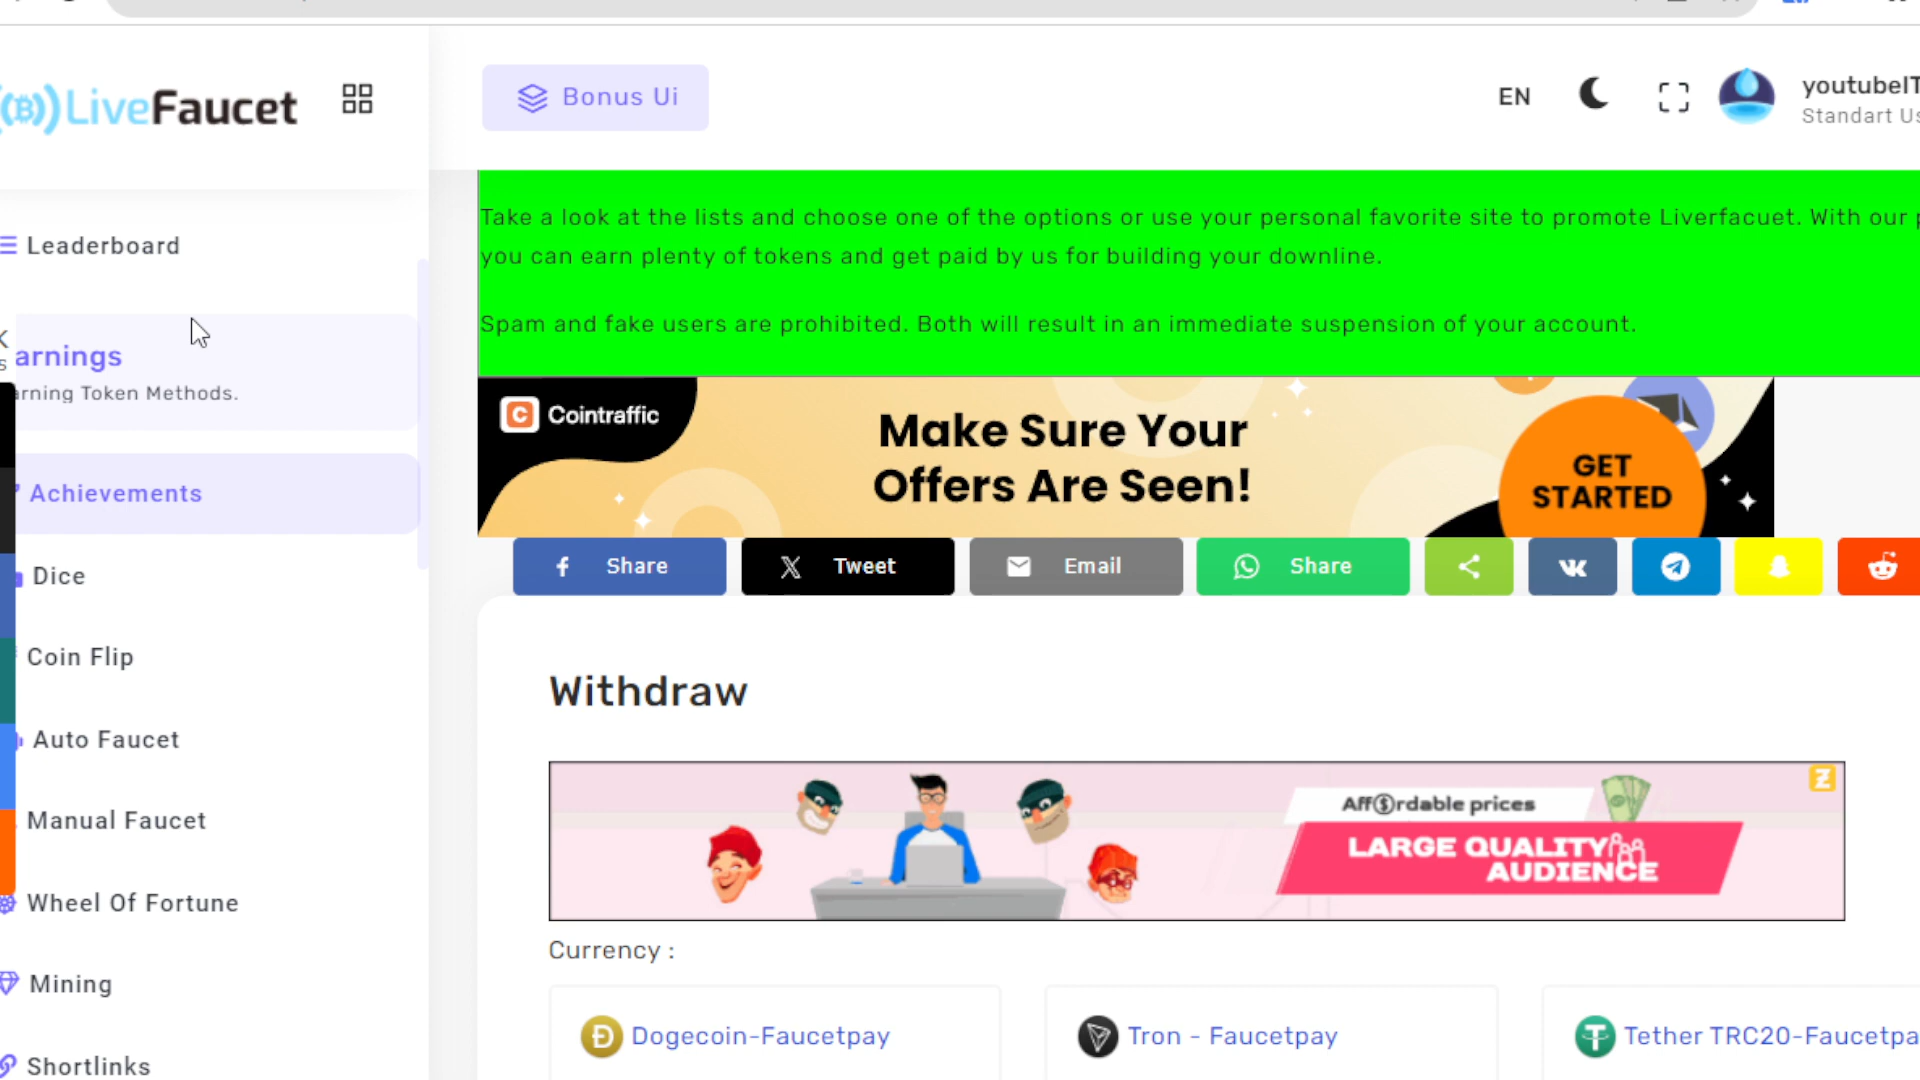 LiveFaucet
Bonus Ui
EN
youtubeIT
Standart Us
Leaderboard
arnings
arning Token Methods.
Achievements
Dice
Coin Flip
Auto Faucet
Manual Faucet
Wheel Of Fortune
Mining
Shortlinks
Take a look at the lists and choose one of the options or use your personal favorite site to promote Liverfacuet. With our p
you can earn plenty of tokens and get paid by us for building your downline.
Spam and fake users are prohibited. Both will result in an immediate suspension of your account.
Cointraffic
Make Sure Your
Offers Are Seen!
GET
STARTED
Share
Tweet
Email
Share
Withdraw
Aff$rdable prices
LARGE QUALITY
AUDIENCE
Currency :
Dogecoin-Faucetpay
Tron - Faucetpay
Tether TRC20-Faucetpa